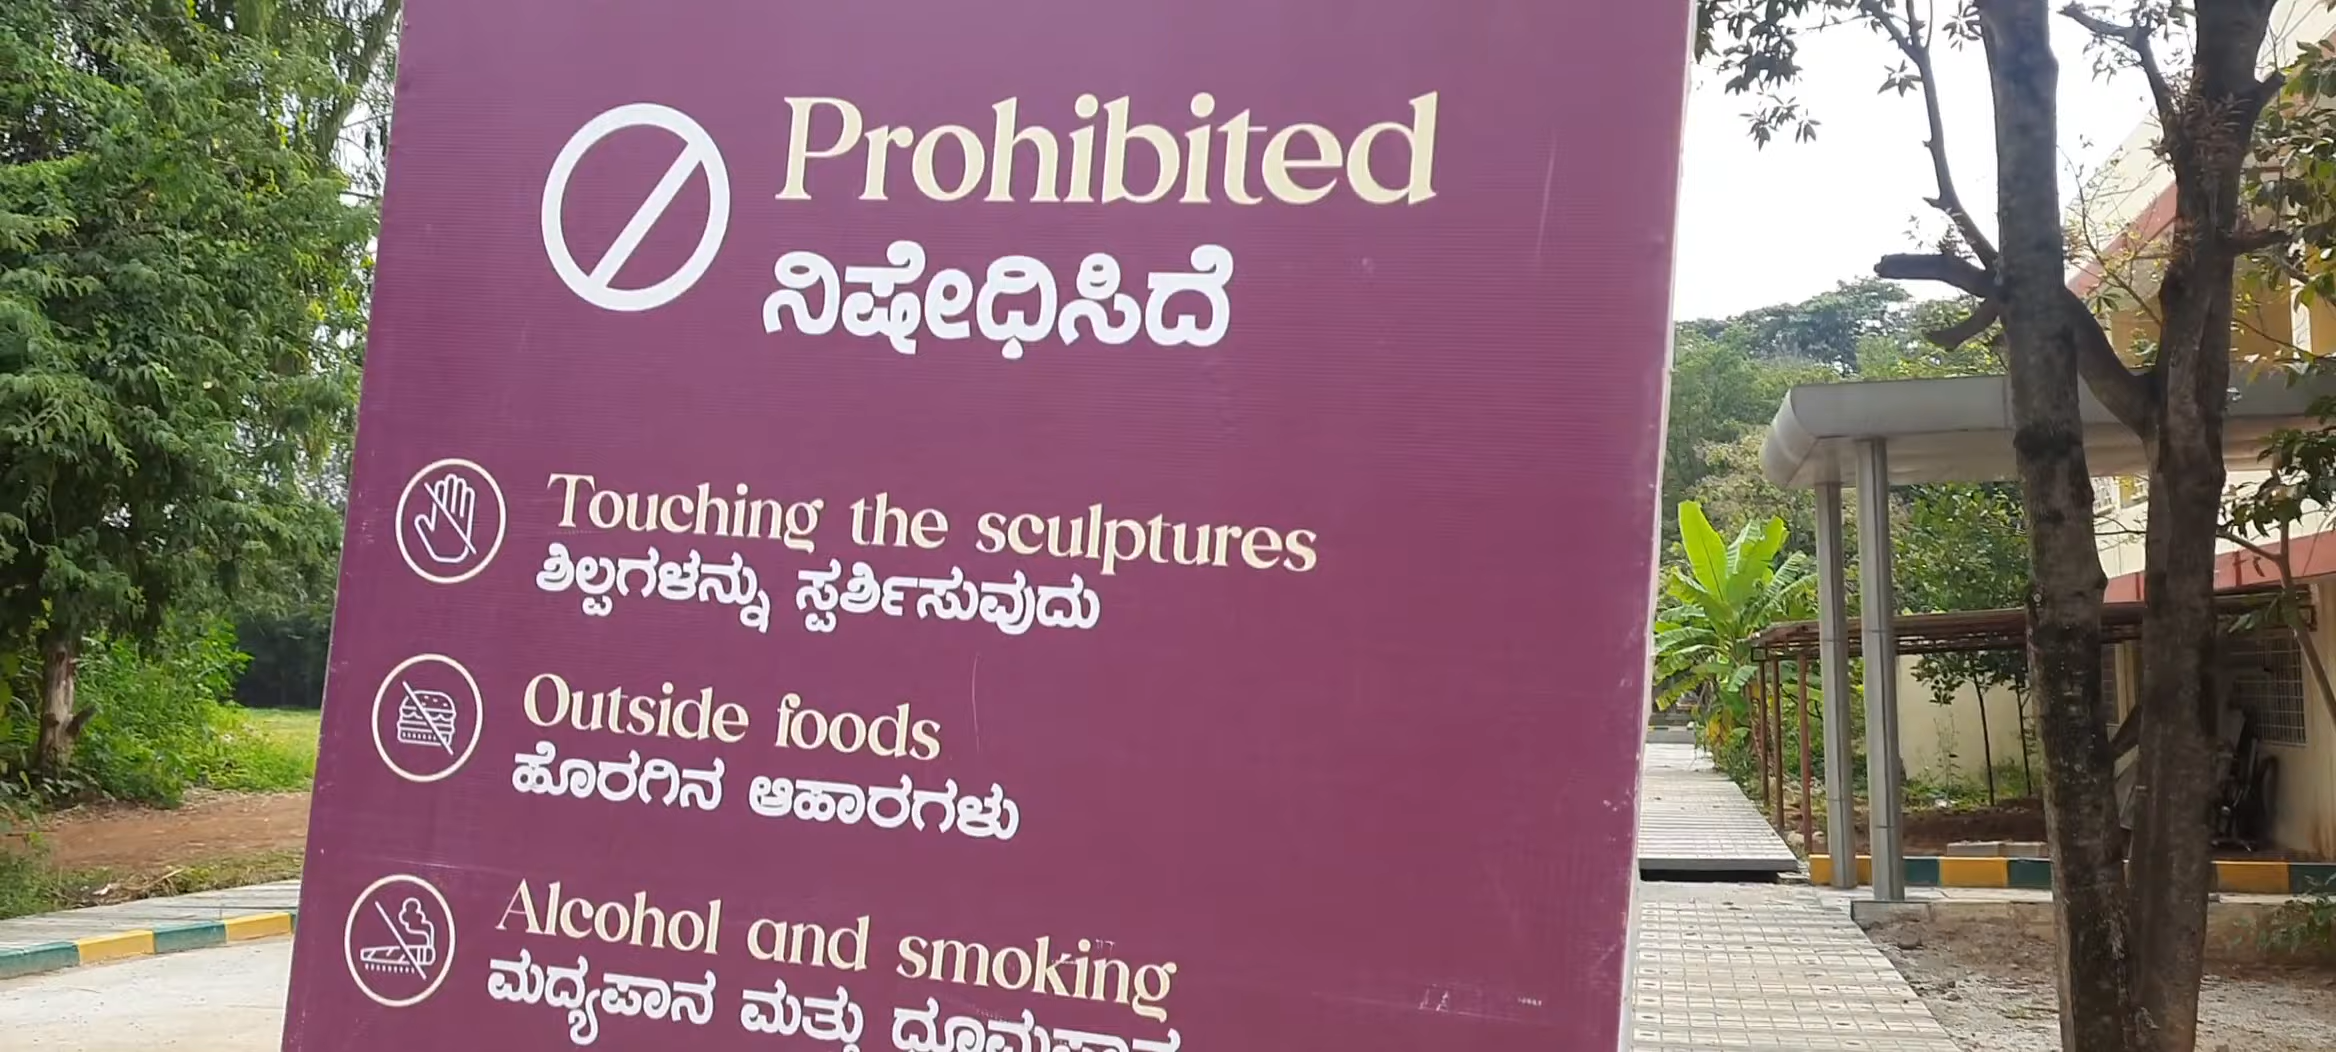 Prohibited
ನಿಷೇಧಿಸಿದೆ
Touching the sculptures
ಶಿಲ್ಪಗಳನ್ನು ಸ್ಪರ್ಶಿಸುವುದು
Outside foods
ಹೊರಗಿನ ಆಹಾರಗಳು
Alcohol and smoking
ಮದ್ಯಪಾನ ಮತ್ತು ಧೂಮಪಾನ